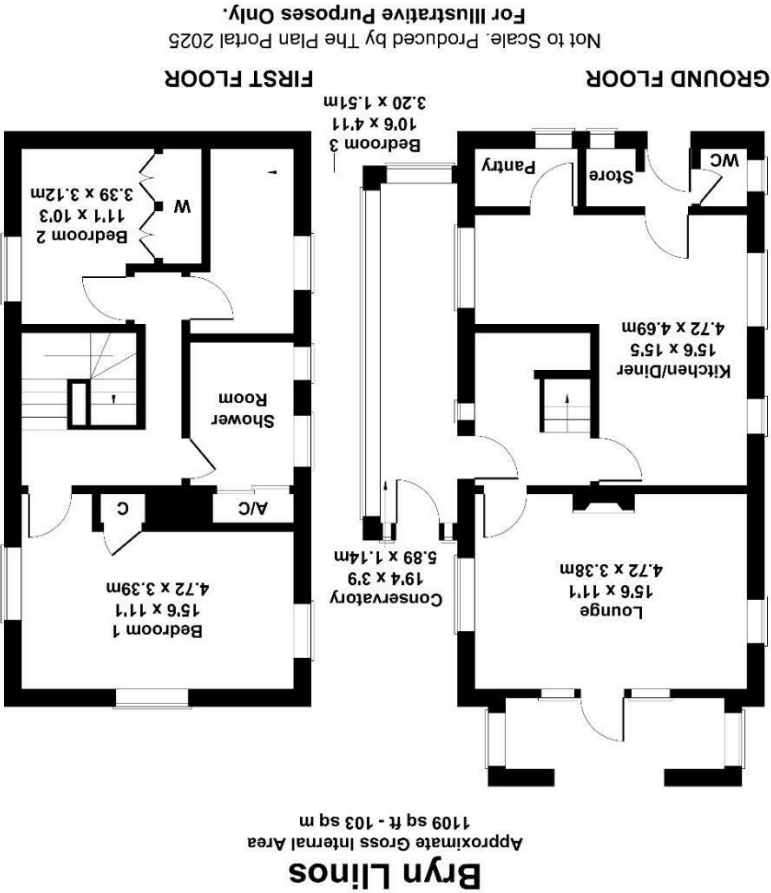 Bryn Llinos
Approximate Gross Internal Area
1109 sq ft - 103 sq m
Lounge
15'6 x 11'1
4.72 x 3.38m
Kitchen/Diner
15'6 x 15'5
4.72 x 4.69m
WC
Store
Pantry
Conservatory
19'4 x 3'9
5.89 x 1.14m
GROUND FLOOR
Bedroom 1
15'6 x 11'1
4.72 x 3.39m
A/C
C
Shower
Room
Bedroom 2
11'1 x 10'3
3.39 x 3.12m
W
Bedroom 3
10'6 x 4'11
3.20 x 1.51m
FIRST FLOOR
Not to Scale. Produced by The Plan Portal 2025
For Illustrative Purposes Only.